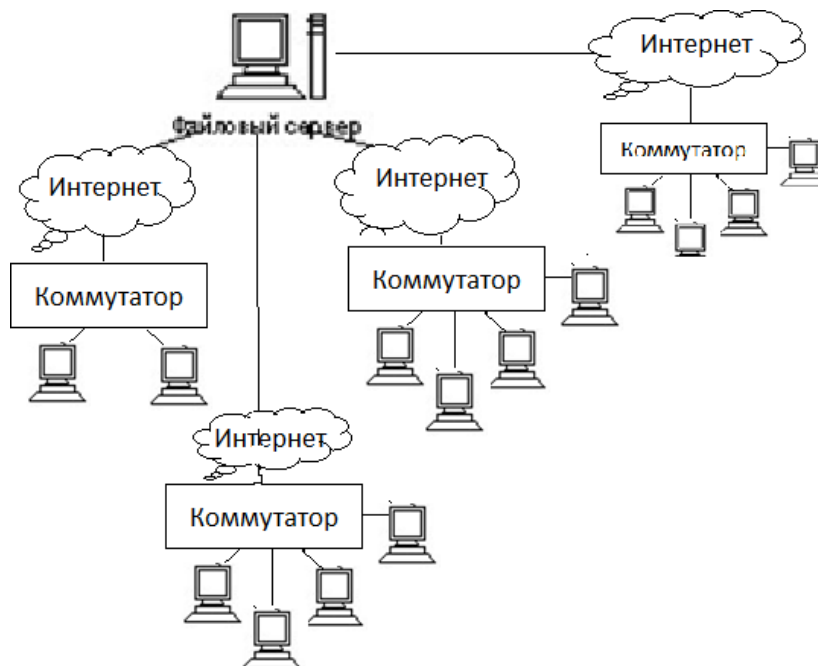 Интернет
Файловый сервер
Коммутатор
Интернет
Интернет
Коммутатор
Коммутатор
Интернет
Коммутатор